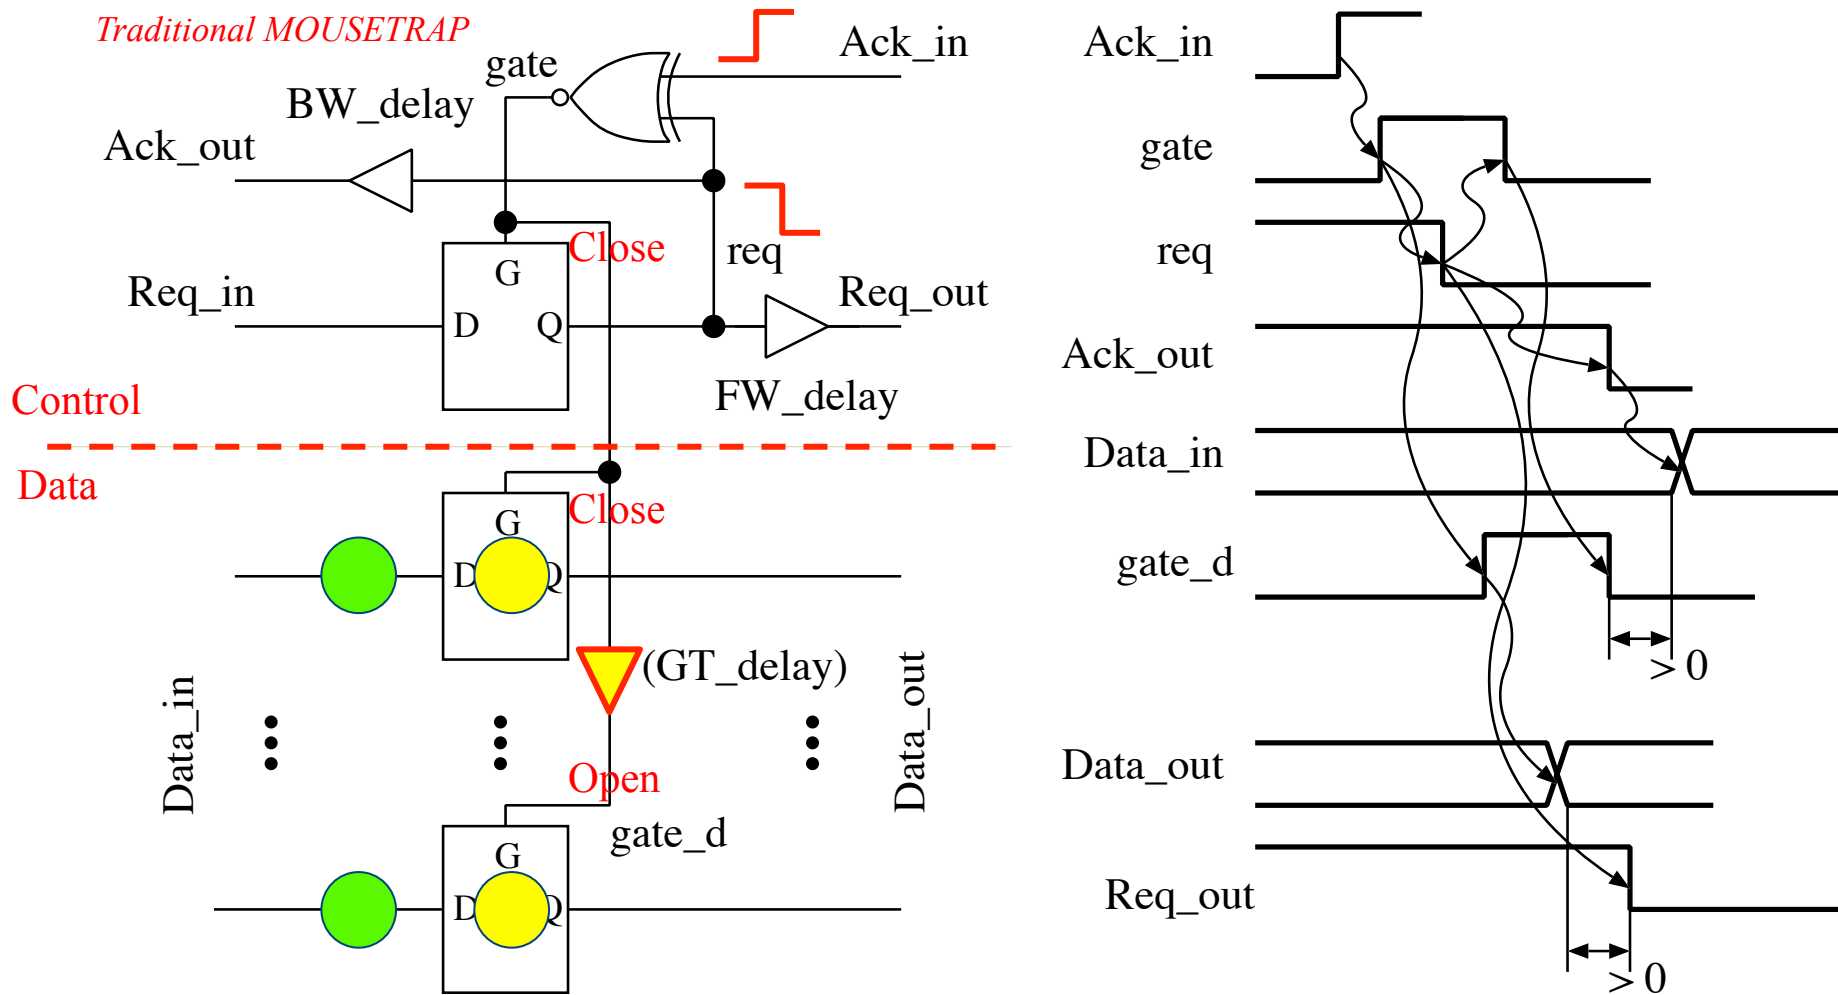 Traditional MOUSETRAP
gate
Ack_in
BW_delay
Ack_out
Close
req
G
Req_in
D
Q
Req_out
FW_delay
Control
Data
G
Close
D
Q
(GT_delay)
Data_in
Data_out
Open
gate_d
G
D
Q
Ack_in
gate
req
Ack_out
Data_in
gate_d
> 0
Data_out
Req_out
> 0